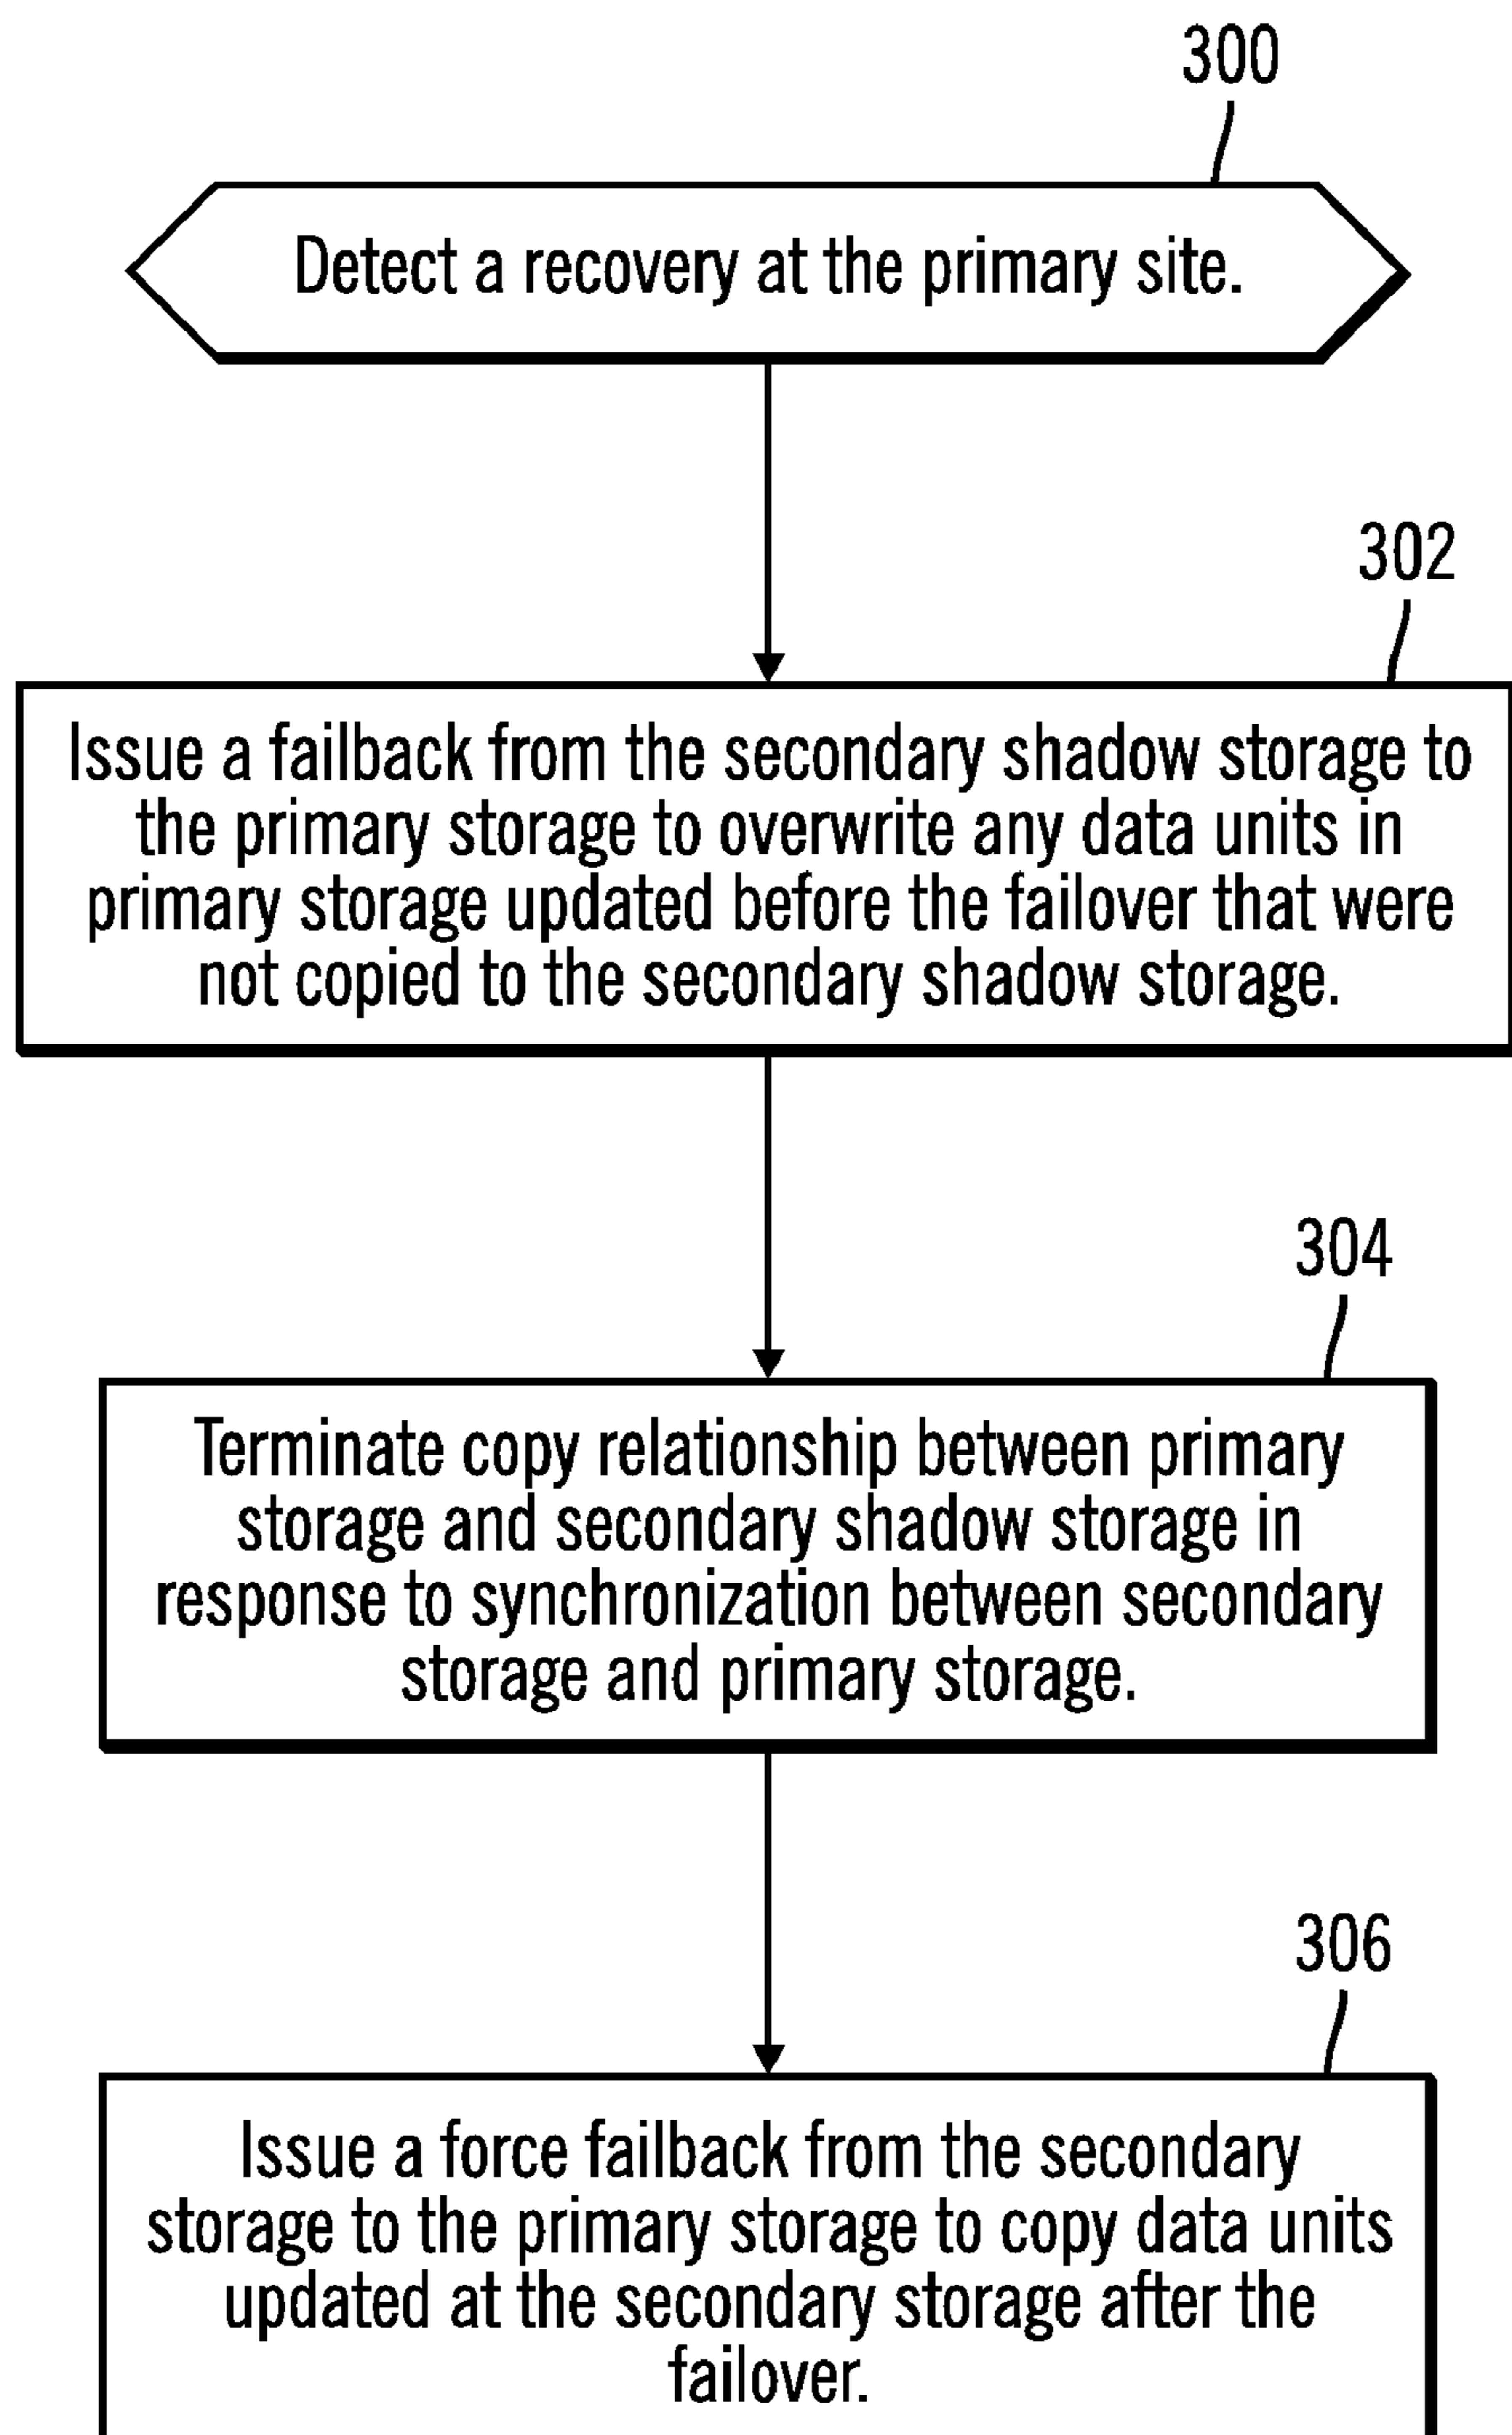 300
Detect a recovery at the primary site.
302
Issue a failback from the secondary shadow storage to
the primary storage to overwrite any data units in
primary storage updated before the failover that were
not copied to the secondary shadow storage.
304
Terminate copy relationship between primary
storage and secondary shadow storage in
response to synchronization between secondary
storage and primary storage.
306
Issue a force failback from the secondary
storage to the primary storage to copy data units
updated at the secondary storage after the
failover.